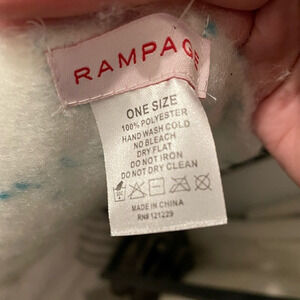 RAMPAGE
ONE SIZE
100% POLYESTER
HAND WASH COLD
NO BLEACH
DRY FLAT
DO NOT IRON
DO NOT DRY CLEAN
MADE IN CHINA
RN# 121229